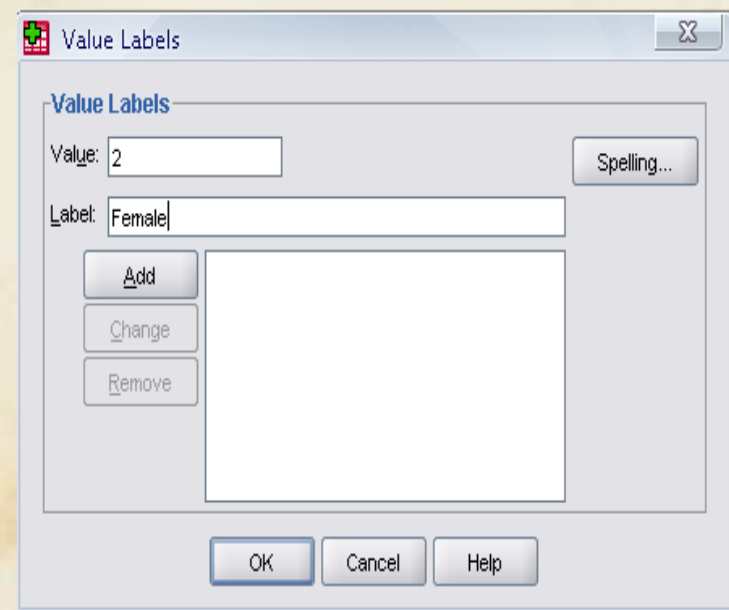 Value Labels
Value Labels
Value: 2
Spelling...
Label: Female
Add
Change
Remove
OK Cancel Help